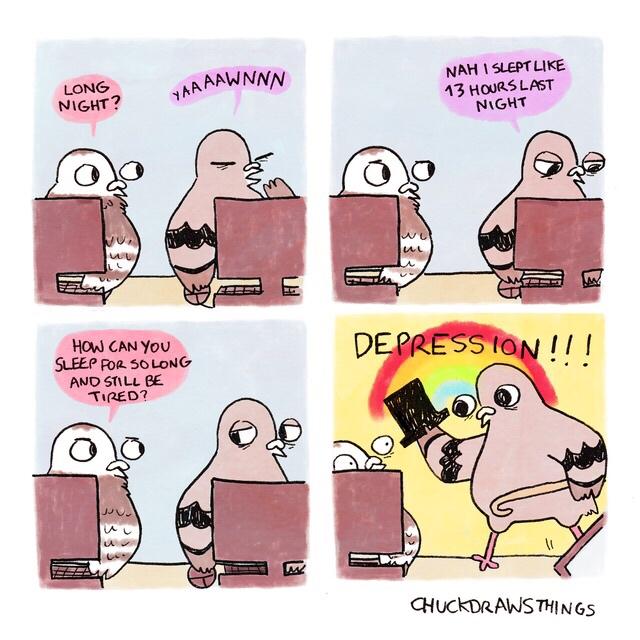 LONG
NIGHT?
YAAAAWNNN
NAH I SLEPT LIKE
13 HOURS LAST
NIGHT
HOW CAN YOU
SLEEP FOR SO LONG
AND STILL BE
TIRED?
DEPRESSION!!!
CHUCKDRAWSTHINGS